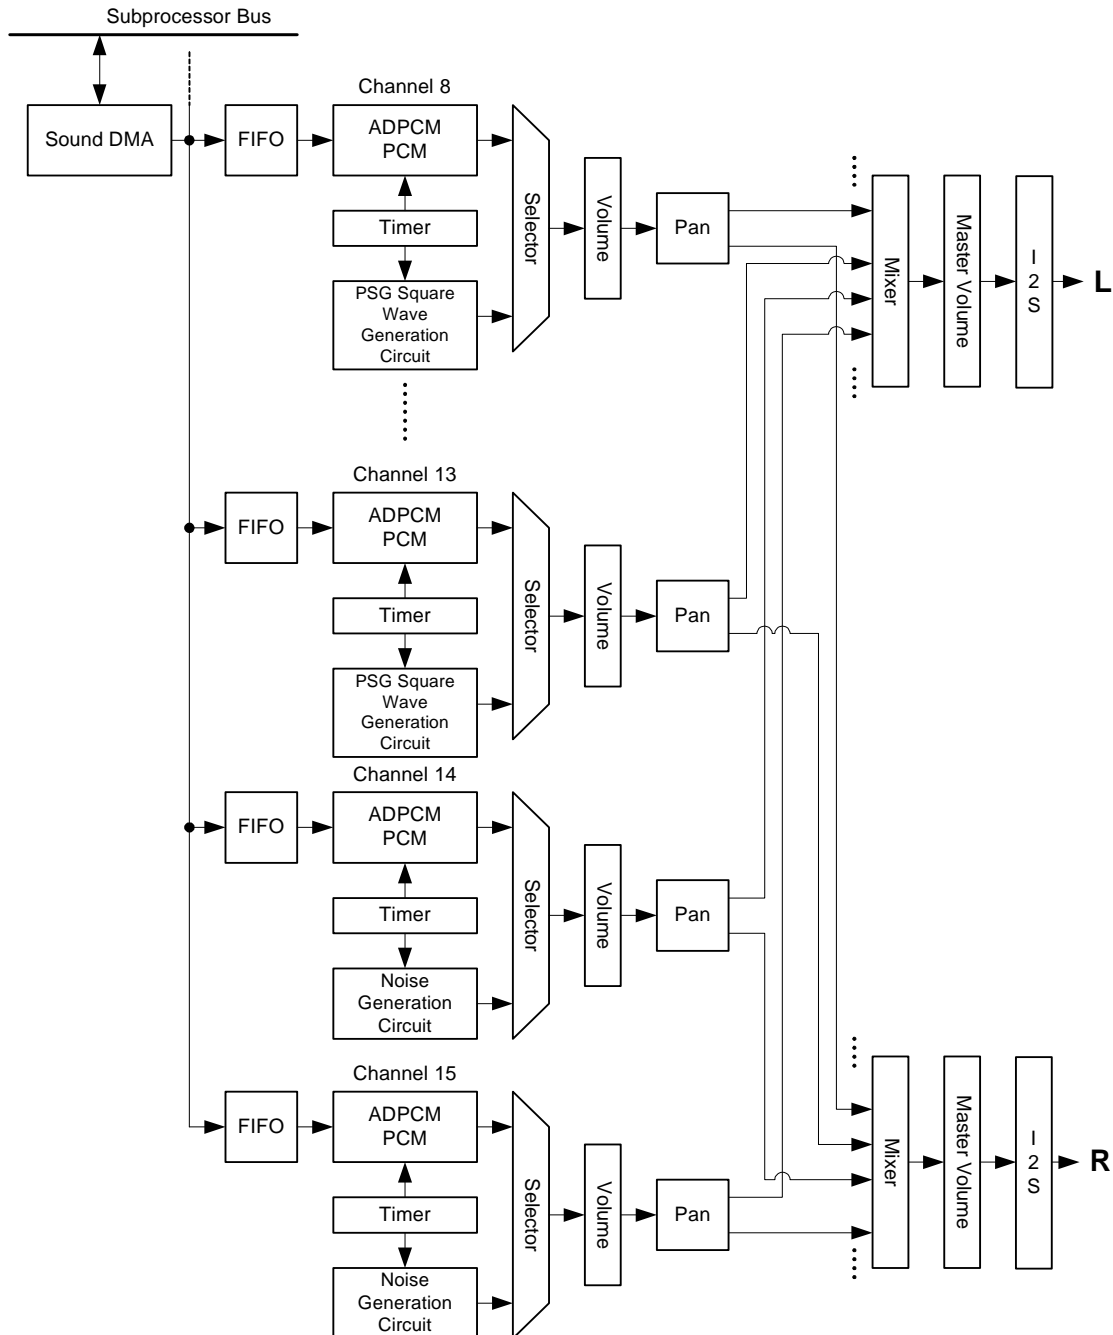 Subprocessor Bus
Sound DMA
FIFO
Channel 8
ADPCM
PCM
Timer
PSG Square
Wave
Generation
Circuit
Selector
Volume
Pan
Mixer
Master Volume
I
2
S
L
Channel 13
FIFO
ADPCM
PCM
Timer
PSG Square
Wave
Generation
Circuit
Selector
Volume
Pan
Channel 14
FIFO
ADPCM
PCM
Timer
Noise
Generation
Circuit
Selector
Volume
Pan
Channel 15
FIFO
ADPCM
PCM
Timer
Noise
Generation
Circuit
Selector
Volume
Pan
Mixer
Master Volume
I
2
S
R